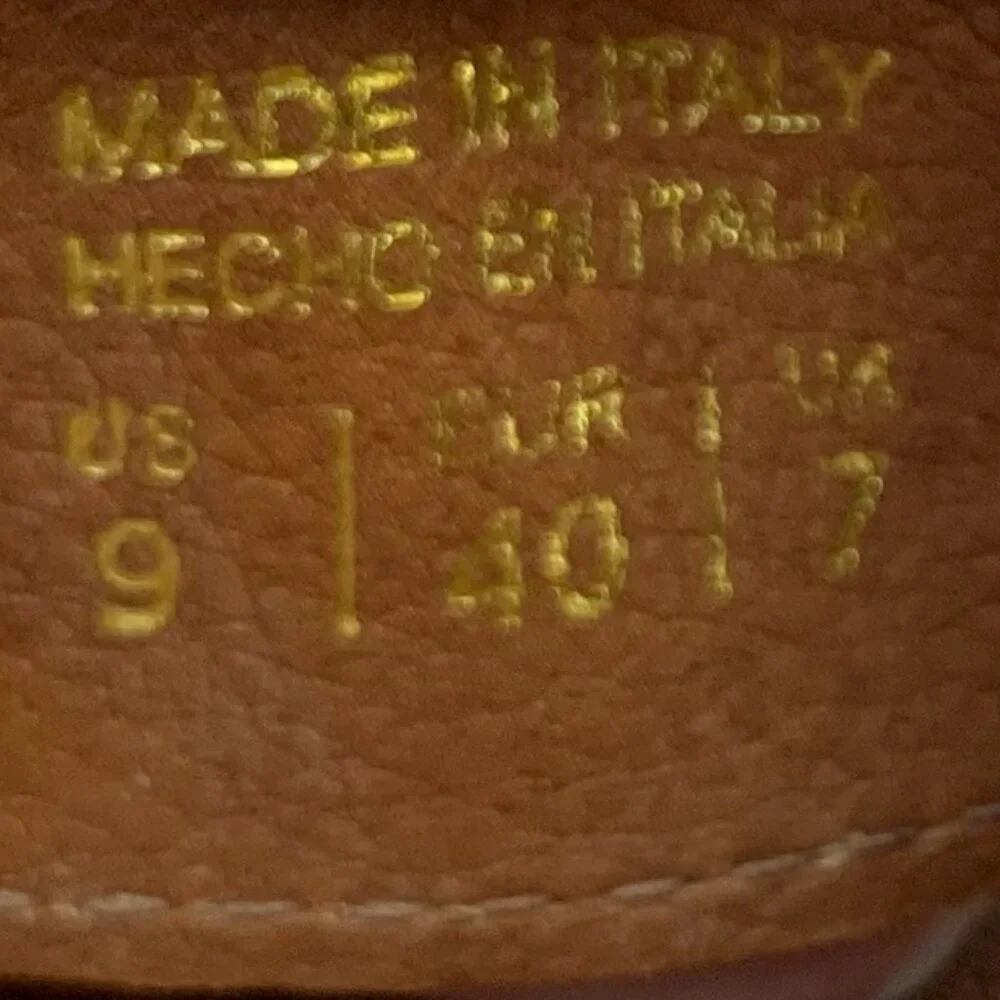 MADE IN ITALY
HECHO EN ITALIA
US | EUR | UK
9 | 40 | 7